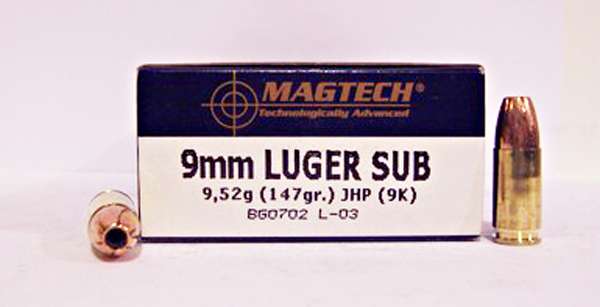 MAGTECH®
Technologically Advanced
9mm LUGER SUB
9,52g (147gr.) JHP (9K)
BG0702 L-03